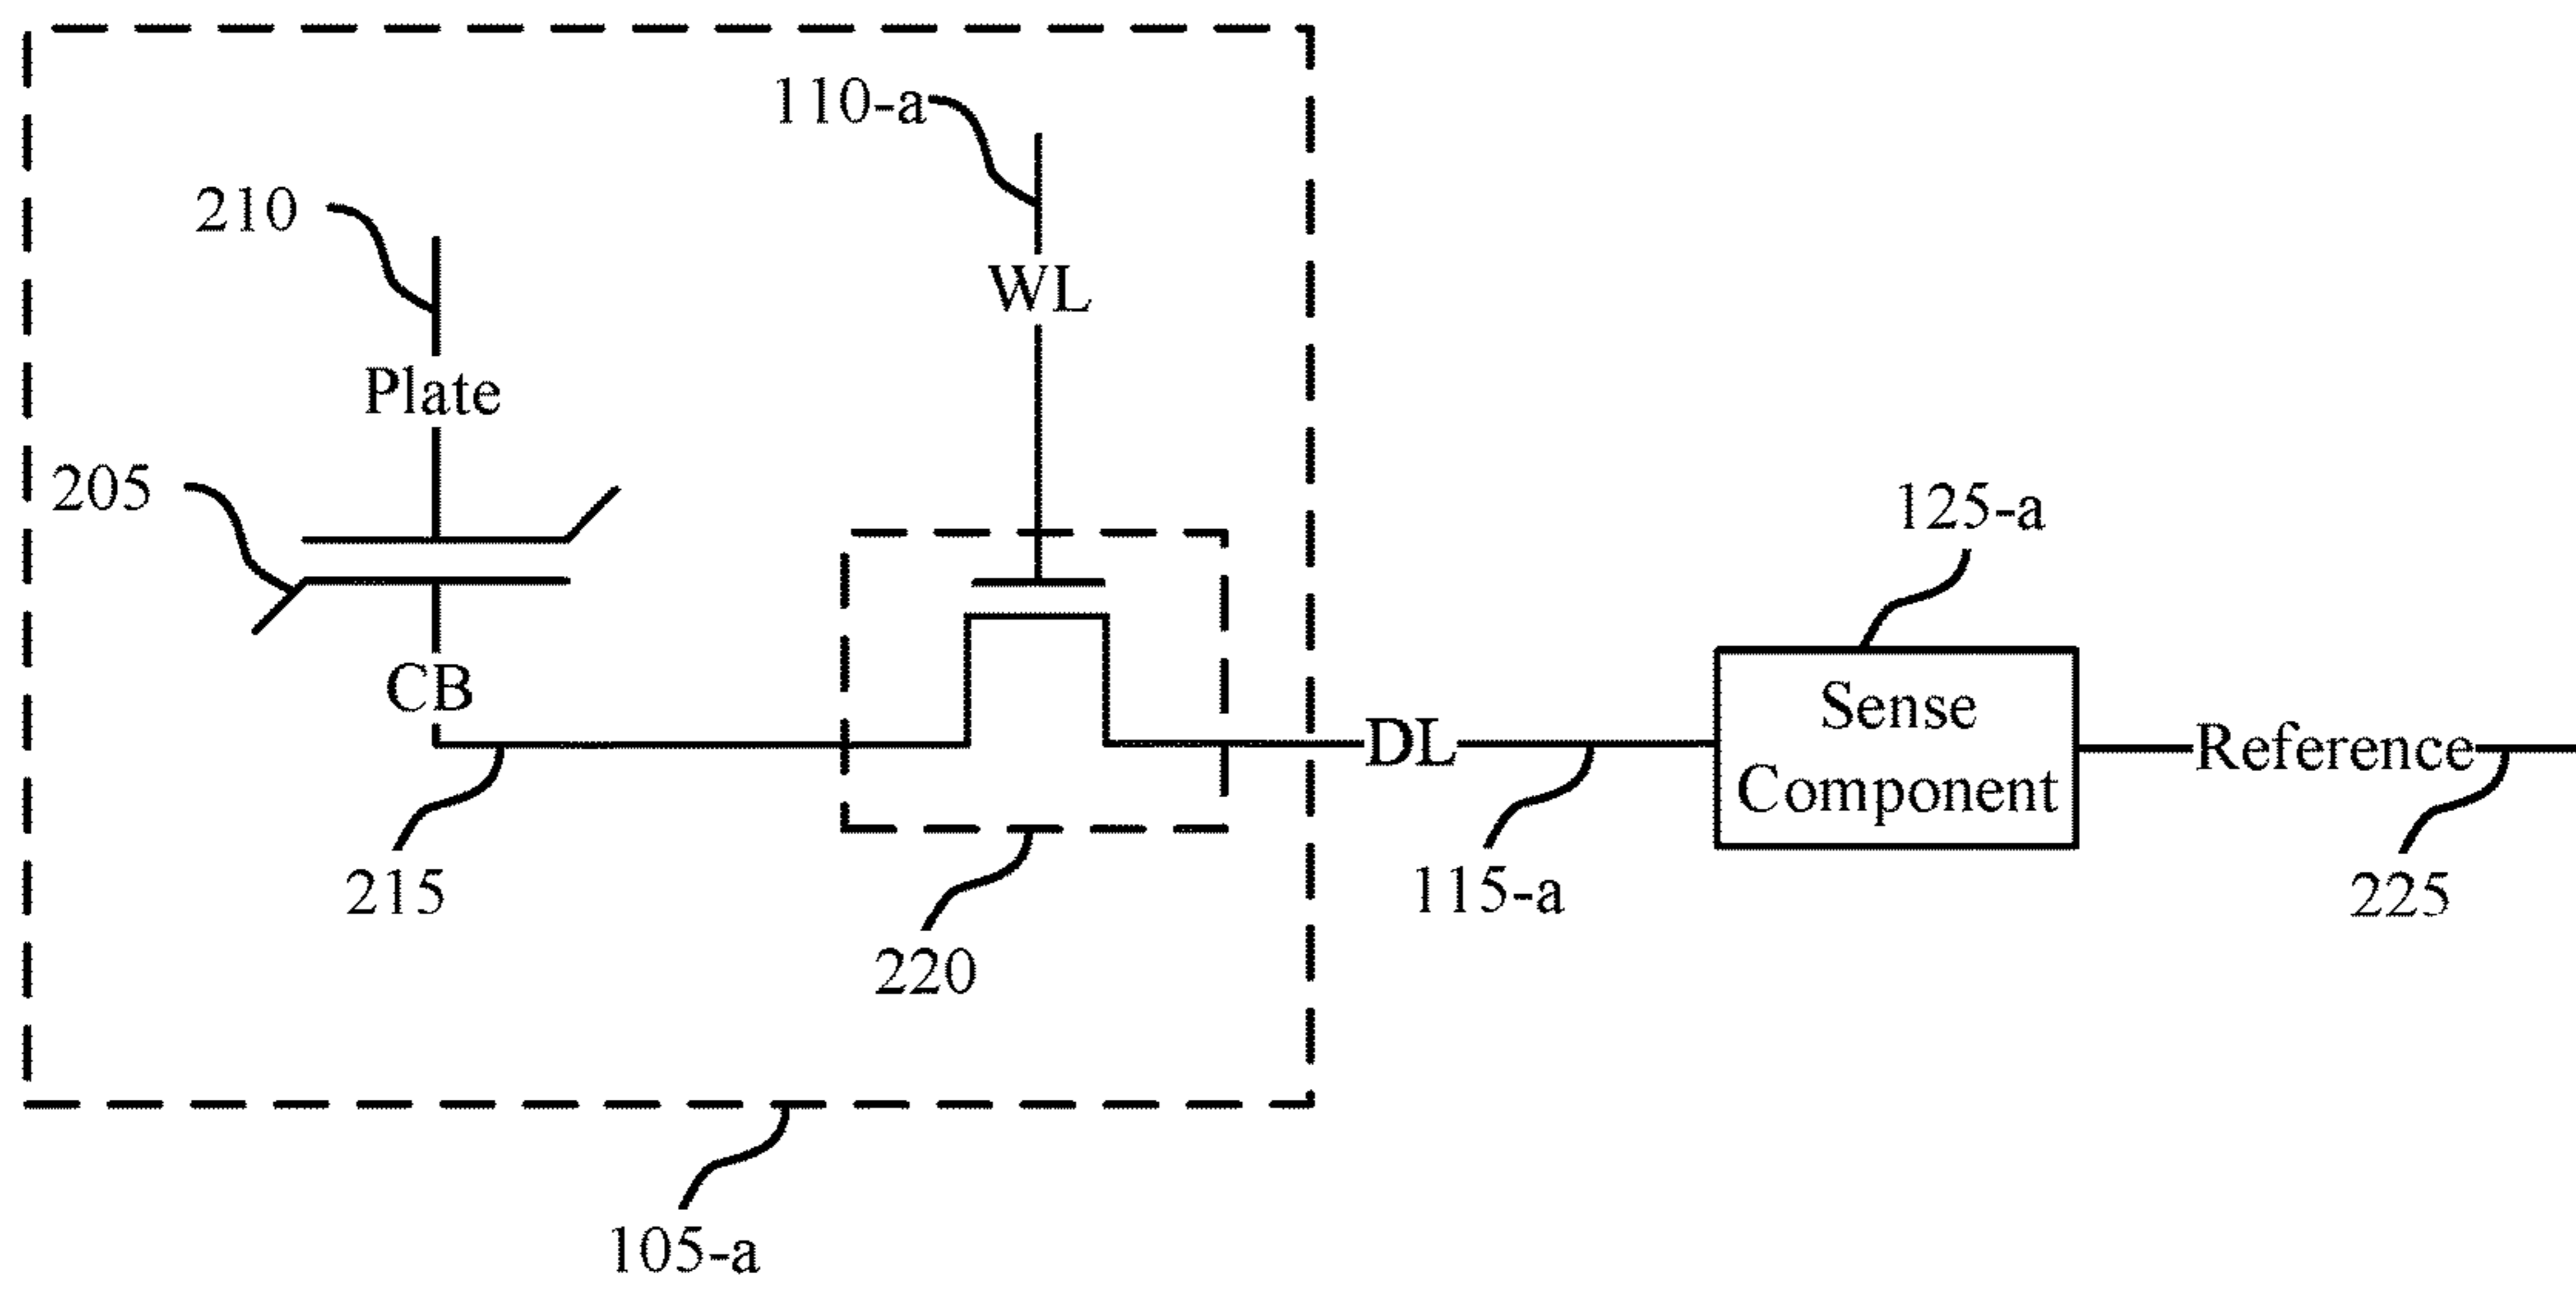 110-a
210
WL
Plate
205
125-a
CB
Sense
Component
DL
Reference
215
115-a
225
220
105-a